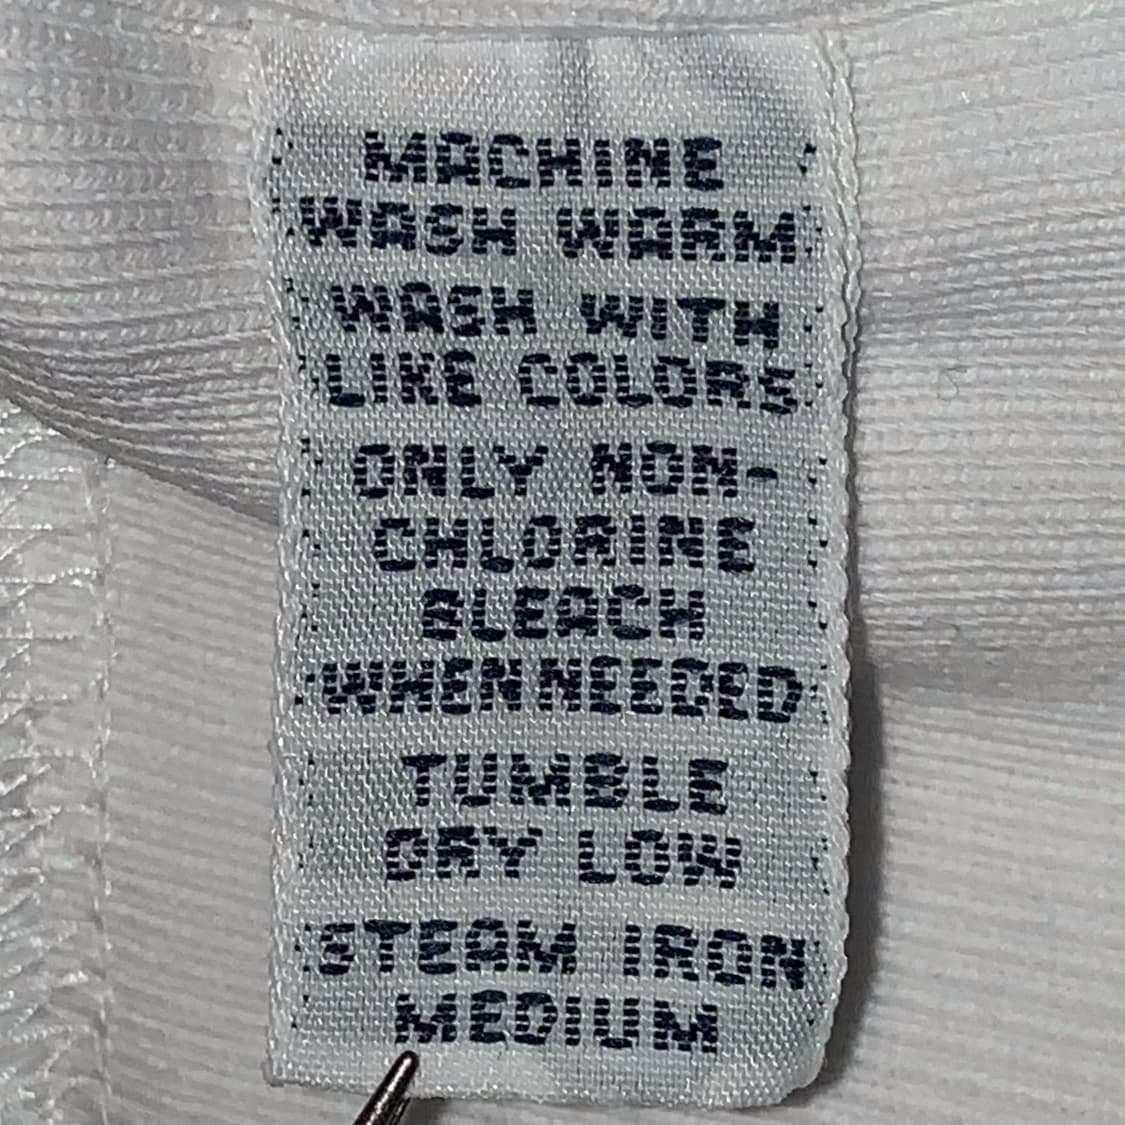 MACHINE
WASH WARM
WASH WITH
LIKE COLORS
ONLY NON-
CHLORINE
BLEACH
WHEN NEEDED
TUMBLE
DRY LOW
STEAM IRON
MEDIUM